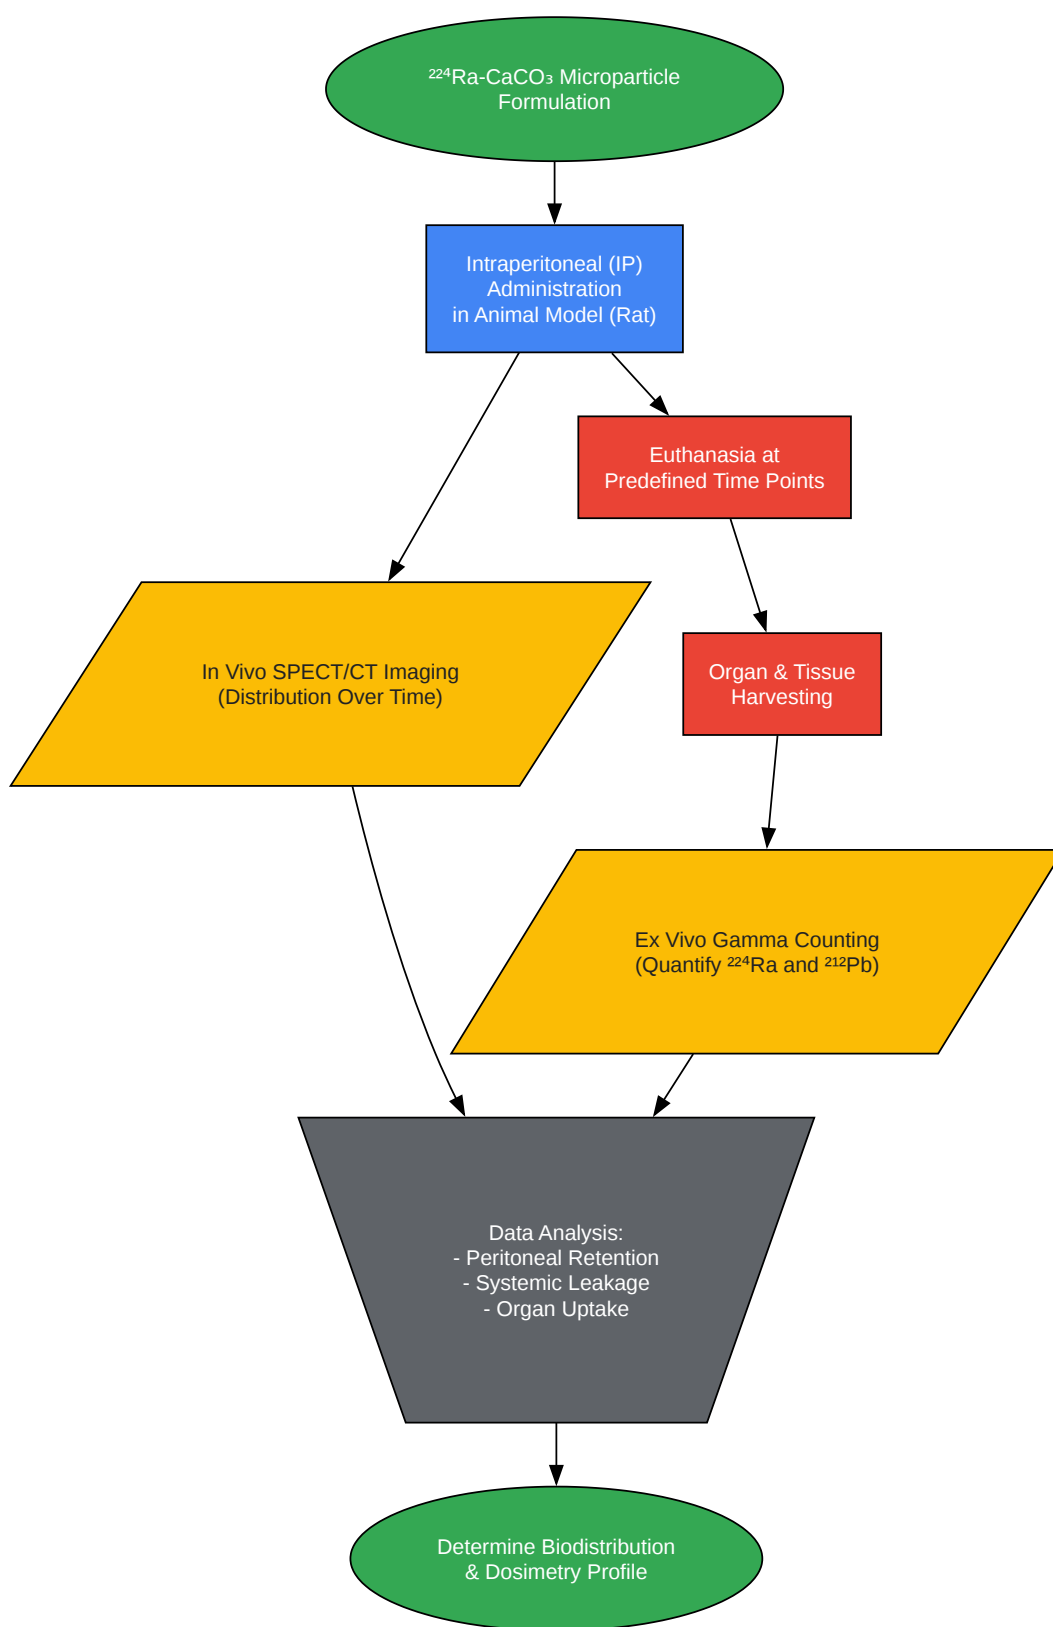 ²²⁴Ra-CaCO₃ Microparticle
Formulation
Intraperitoneal (IP)
Administration
in Animal Model (Rat)
Euthanasia at
Predefined Time Points
In Vivo SPECT/CT Imaging
(Distribution Over Time)
Organ & Tissue
Harvesting
Ex Vivo Gamma Counting
(Quantify ²²⁴Ra and ²¹²Pb)
Data Analysis:
- Peritoneal Retention
- Systemic Leakage
- Organ Uptake
Determine Biodistribution
& Dosimetry Profile